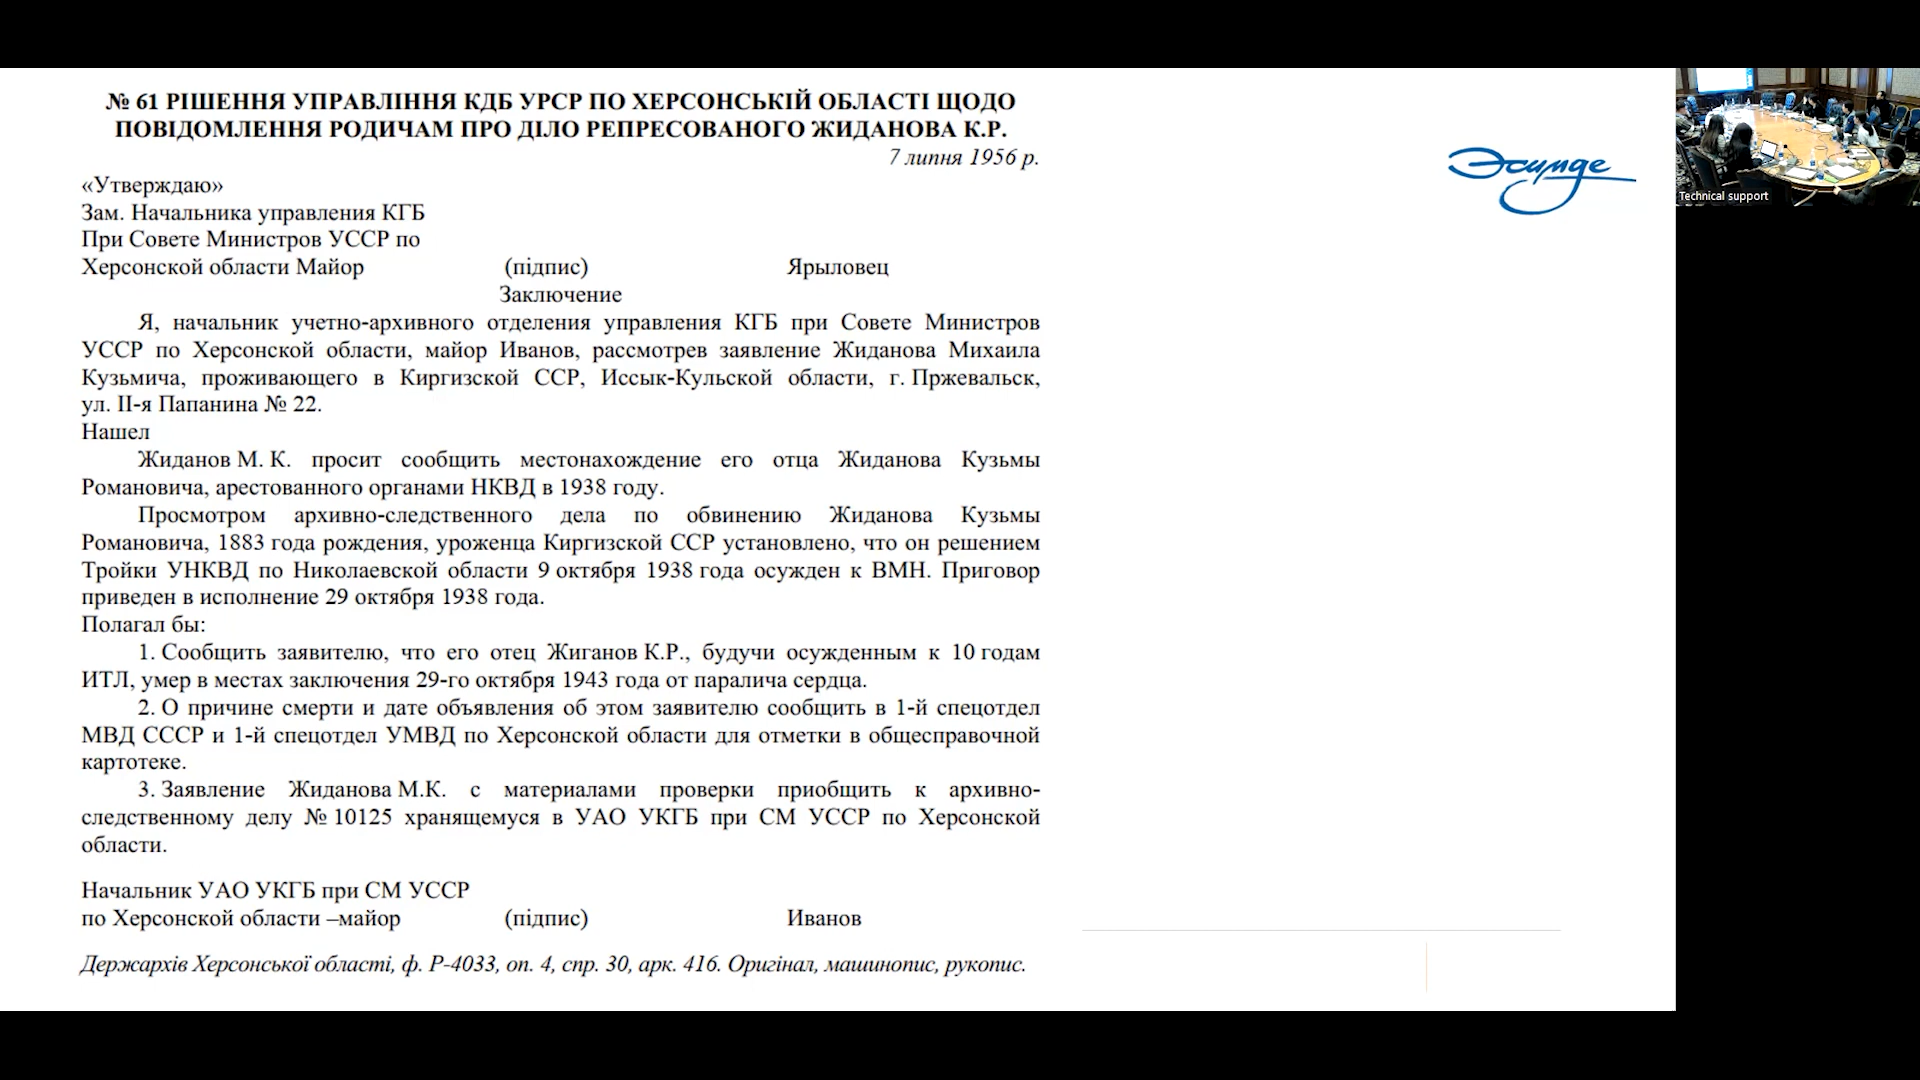 № 61 РІШЕННЯ УПРАВЛІННЯ КДБ УРСР ПО ХЕРСОНСЬКІЙ ОБЛАСТІ ЩОДО
ПОВІДОМЛЕННЯ РОДИЧАМ ПРО ДІЛО РЕПРЕСОВАНОГО ЖИДАНОВА К.Р.
7 липня 1956 р.
«Утверждаю»
Зам. Начальника управления КГБ
При Совете Министров УССР по
Херсонской области Майор (підпис) Ярыловец
Заключение
Я, начальник учетно-архивного отделения управления КГБ при Совете Министров
УССР по Херсонской области, майор Иванов, рассмотрев заявление Жиданова Михаила
Кузьмича, проживающего в Киргизской ССР, Иссык-Кульской области, г. Пржевальск,
ул. II-я Папанина № 22.
Нашел
Жиданов М. К. просит сообщить местонахождение его отца Жиданова Кузьмы
Романовича, арестованного органами НКВД в 1938 году.
Просмотром архивно-следственного дела по обвинению Жиданова Кузьмы
Романовича, 1883 года рождения, уроженца Киргизской ССР установлено, что он решением
Тройки УНКВД по Николаевской области 9 октября 1938 года осужден к ВМН. Приговор
приведен в исполнение 29 октября 1938 года.
Полагал бы:
1. Сообщить заявителю, что его отец Жиганов К.Р., будучи осужденным к 10 годам
ИТЛ, умер в местах заключения 29-го октября 1943 года от паралича сердца.
2. О причине смерти и дате объявления об этом заявителю сообщить в 1-й спецотдел
МВД СССР и 1-й спецотдел УМВД по Херсонской области для отметки в общесправочной
картотеке.
3. Заявление Жиданова М.К. с материалами проверки приобщить к архивно-
следственному делу № 10125 хранящемуся в УАО УКГБ при СМ УССР по Херсонской
области.
Начальник УАО УКГБ при СМ УССР
по Херсонской области –майор (підпис) Иванов
Держархів Херсонської області, ф. Р-4033, оп. 4, спр. 30, арк. 416. Оригінал, машинопис, рукопис.
Эсимде
Technical support